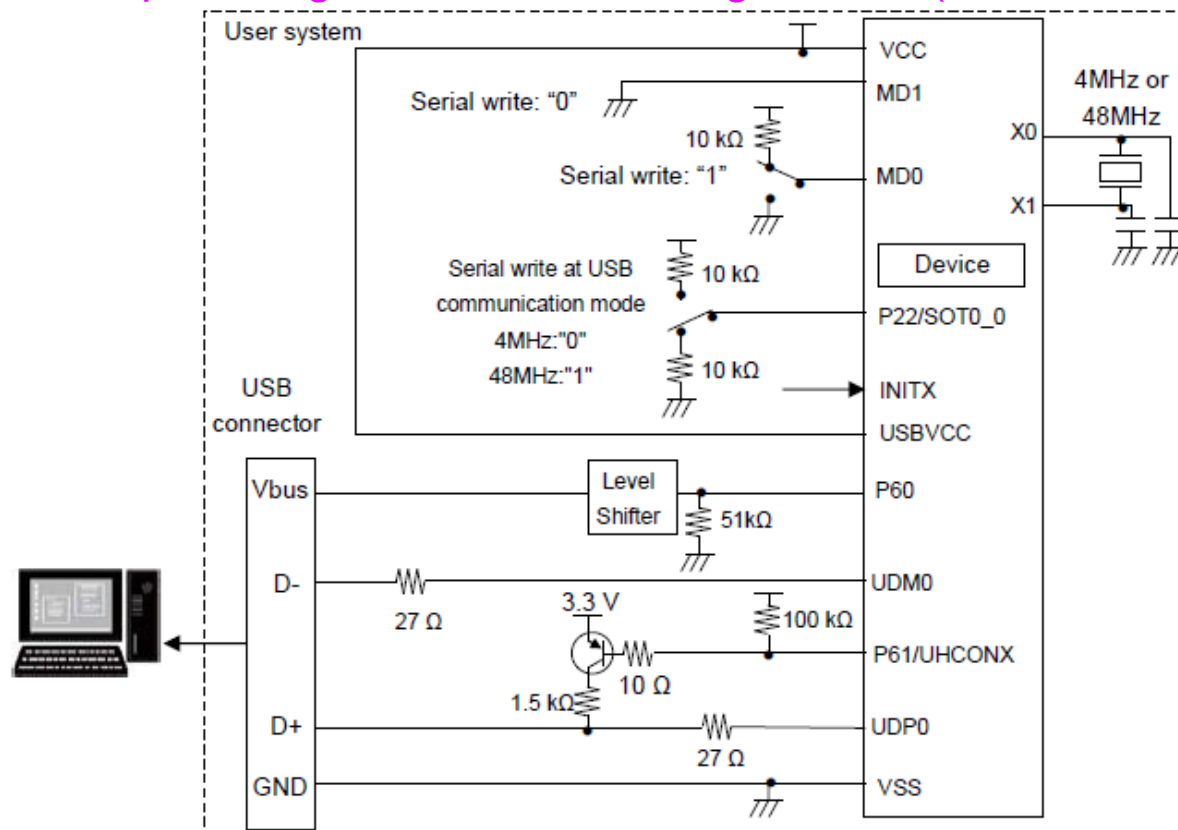 User system
VCC
MD1
Serial write: “0”
4MHz or
48MHz
10 kΩ
X0
Serial write: “1”
MD0
X1
Serial write at USB
communication mode
4MHz:"0"
48MHz:"1"
10 kΩ
Device
P22/SOT0_0
10 kΩ
USB
connector
INITX
USBVCC
Vbus
Level
Shifter
P60
51kΩ
D-
27 Ω
UDM0
3.3 V
100 kΩ
10 Ω
P61/UHCONX
1.5 kΩ
D+
27 Ω
UDP0
GND
VSS